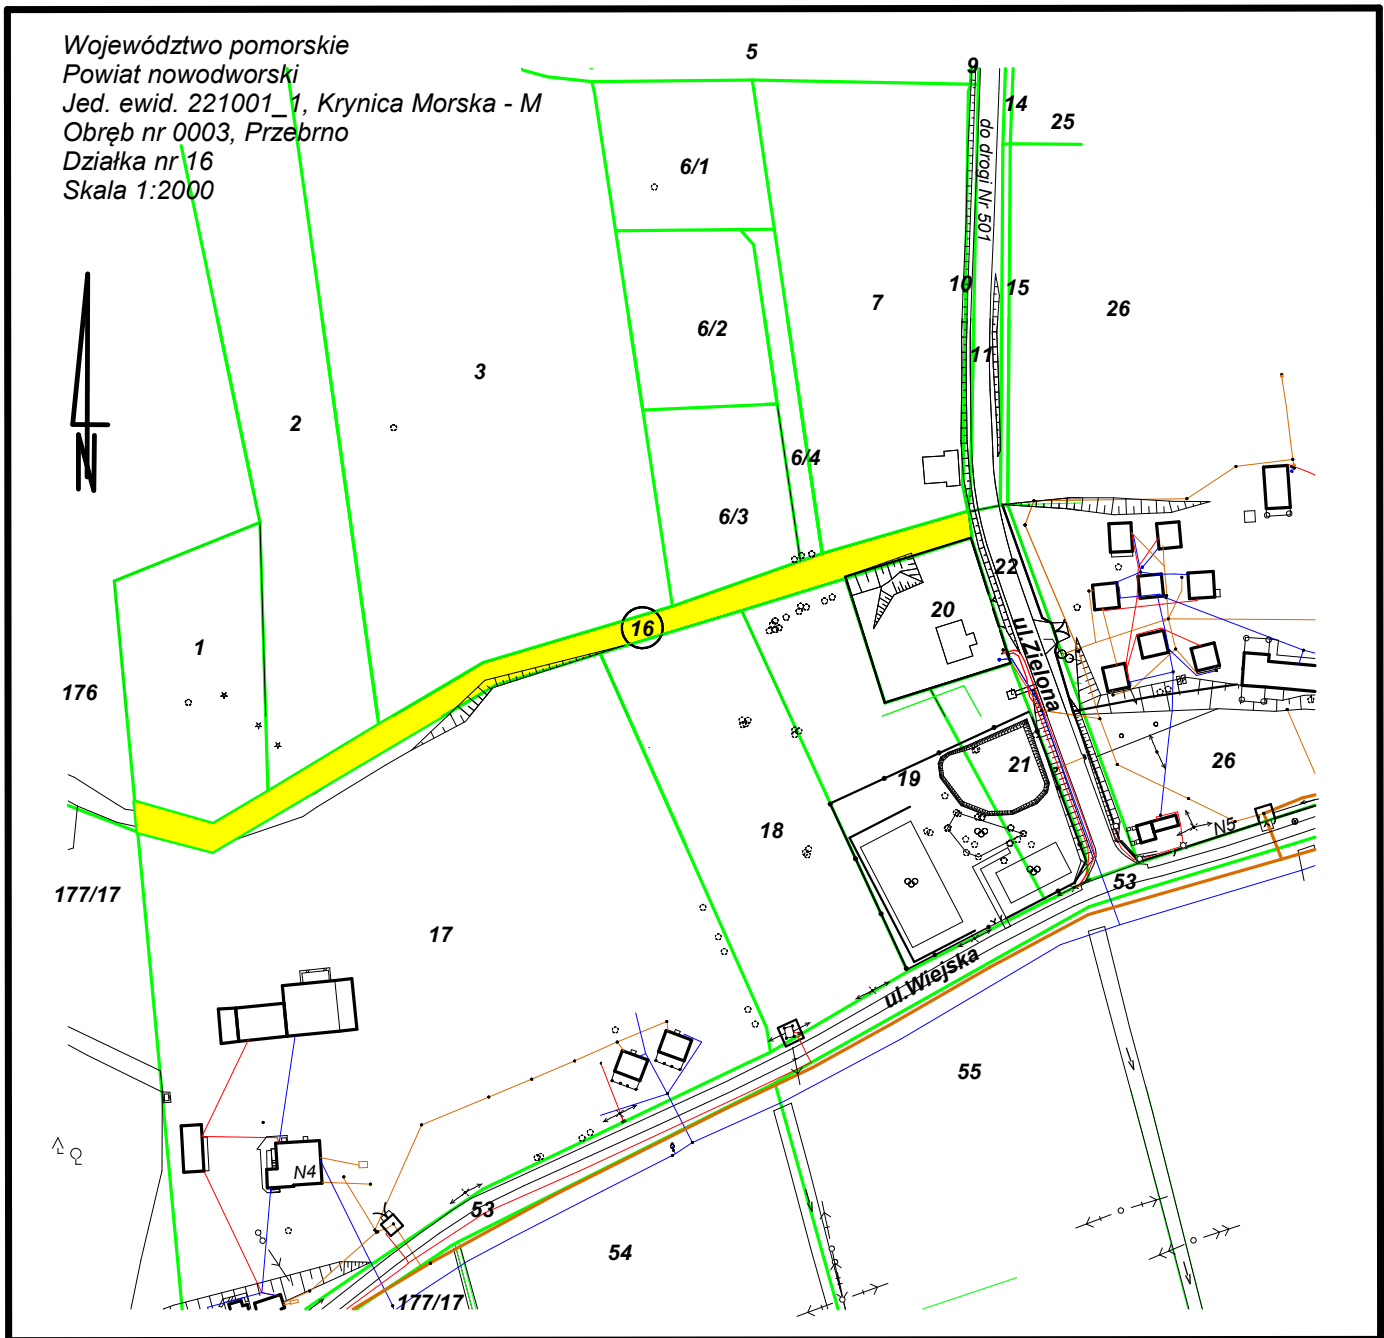 Województwo pomorskie
Powiat nowodworski
Jed. ewid. 221001_1, Krynica Morska - M
Obręb nr 0003, Przebrno
Działka nr 16
Skala 1:2000
5
9
14
25
do drogi Nr 501
6/1
10
15
7
26
6/2
11
3
2
6/4
6/3
N
22
20
16
ul.Zielona
1
176
26
21
19
18
N5
53
177/17
17
ul.Wiejska
55
N4
53
54
177/17